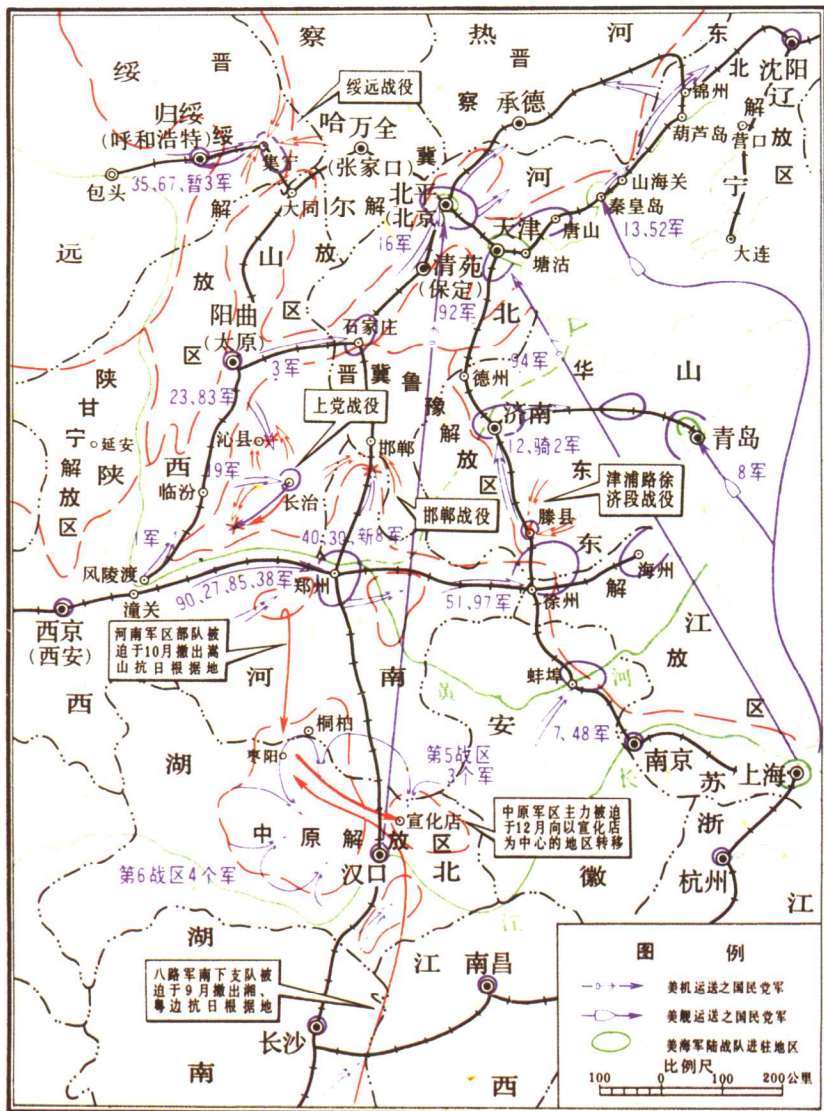 绥
晋
察
热
晋
河
东
北
沈阳
辽
解
放
区
宁
锦州
葫芦岛
营口
大连
绥远战役
归绥
(呼和浩特)
绥
集宁
包头
35、67、暂3军
大同
哈
尔
万全
(张家口)
察
冀
承德
河
北平
(北京)
解
放
天津
唐山
山海关
秦皇岛
塘沽
13、52军
16军
清苑
(保定)
92军
远
解
放
区
山
区
阳曲
(太原)
石家庄
3军
23、83军
晋
冀
鲁
豫
解
放
区
北
德州
94军
华
山
济南
12、骑2军
青岛
8军
东
陕
甘
宁
解
放
区
延安
陕
西
上党战役
沁县
19军
临汾
长治
邯郸
邯郸战役
津浦路徐
济段战役
滕县
1军
40、30、新8军
风陵渡
潼关
郑州
90、27、85、38军
51、97军
徐州
海州
东
解
放
区
西京
(西安)
西
河南军区部队被
迫于10月撤出嵩
山抗日根据地
河
南
黄
河
蚌埠
江
安
7、48军
南京
苏
上海
长
江
桐柏
枣阳
湖
第5战区
3个军
宣化店
中原军区主力被迫
于12月向以宣化店
为中心的地区转移
中原解放区
第6战区4个军
汉口
北
徽
浙
杭州
江
湖
八路军南下支队被
迫于9月撤出湘、
粤边抗日根据地
江
南昌
长沙
南
西
图 例
美机运送之国民党军
美舰运送之国民党军
美海军陆战队进驻地区
比例尺
100 0 100 200公里